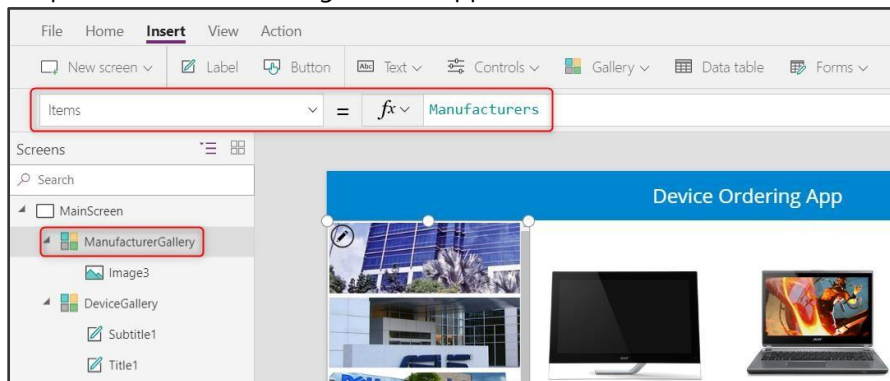 File Home Insert View Action
New screen Label Button Abc Text Controls Gallery Data table Forms
Items = fx Manufacturers
Screens
Search
Device Ordering App
MainScreen
ManufacturerGallery
Image3
DeviceGallery
Subtitle1
Title1